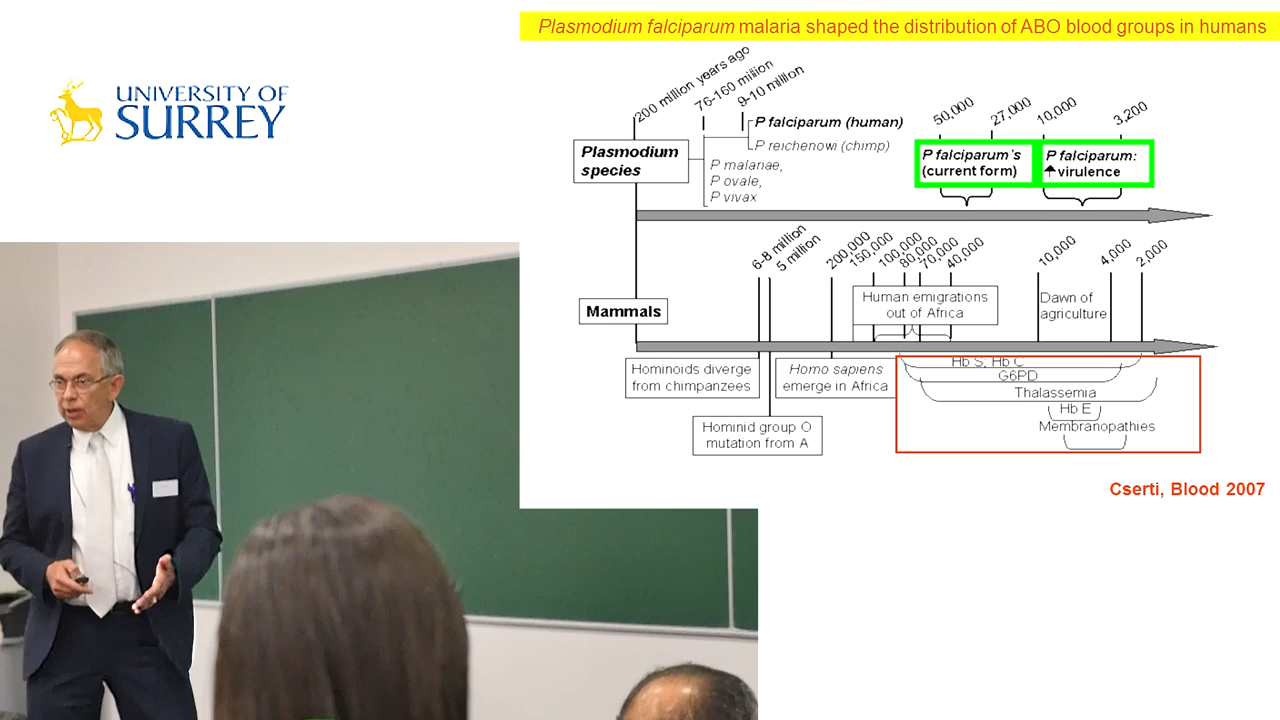 Plasmodium falciparum malaria shaped the distribution of ABO blood groups in humans
UNIVERSITY OF
SURREY
200 million years ago
76-160 million
9-10 million
P falciparum (human)
P reichenowi (chimp)
Plasmodium
species
P malariae,
P ovale,
P vivax
50,000
27,000
10,000
3,200
P falciparum's
(current form)
P falciparum:
virulence
6-8 million
5 million
200,000
150,000
100,000
80,000
70,000
40,000
10,000
4,000
2,000
Human emigrations
out of Africa
Dawn of
agriculture
Mammals
Hominoids diverge
from chimpanzees
Homo sapiens
emerge in Africa
Hominid group O
mutation from A
Hb S, Hb C
G6PD
Thalassemia
Hb E
Membranopathies
Cserti, Blood 2007